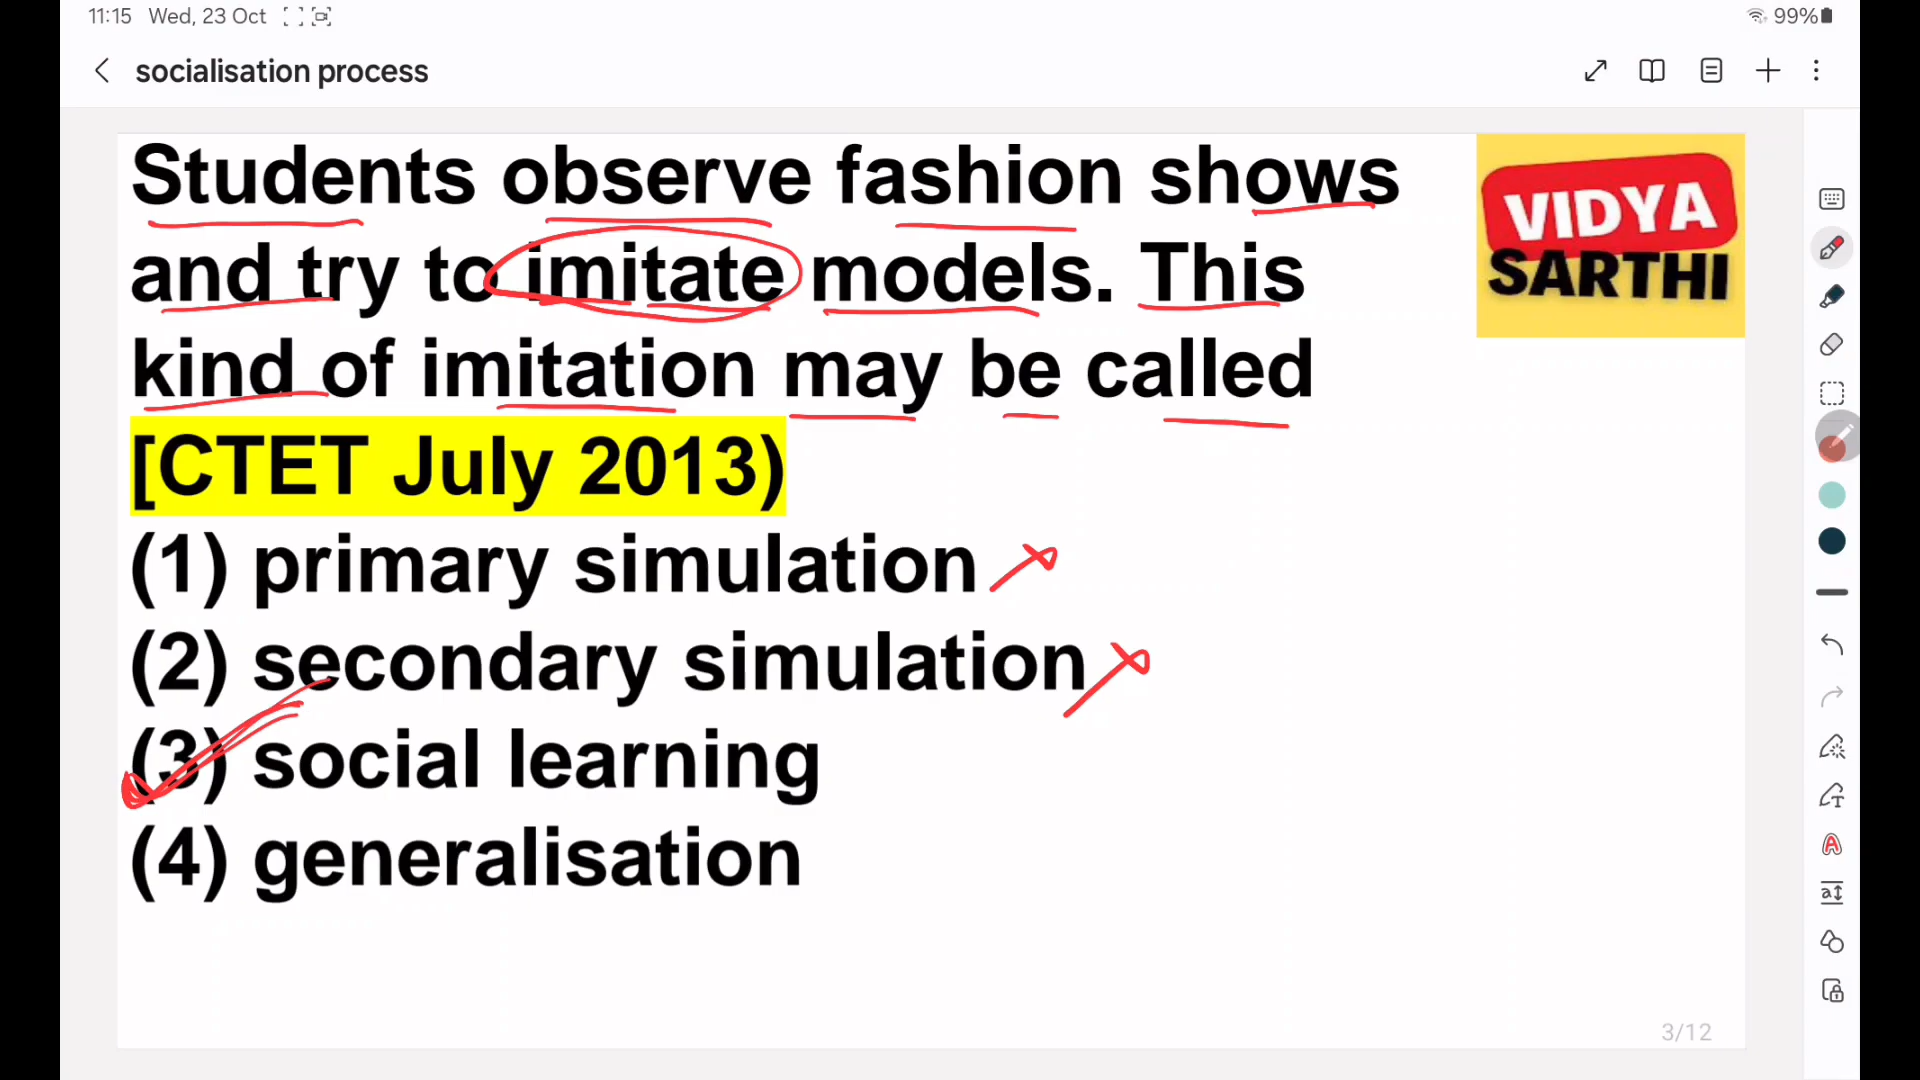 11:15 Wed, 23 Oct 99%
socialisation process
Students observe fashion shows
and try to imitate models. This
kind of imitation may be called
[CTET July 2013)
(1) primary simulation
(2) secondary simulation
(3) social learning
(4) generalisation
VIDYA
SARTHI
3/12